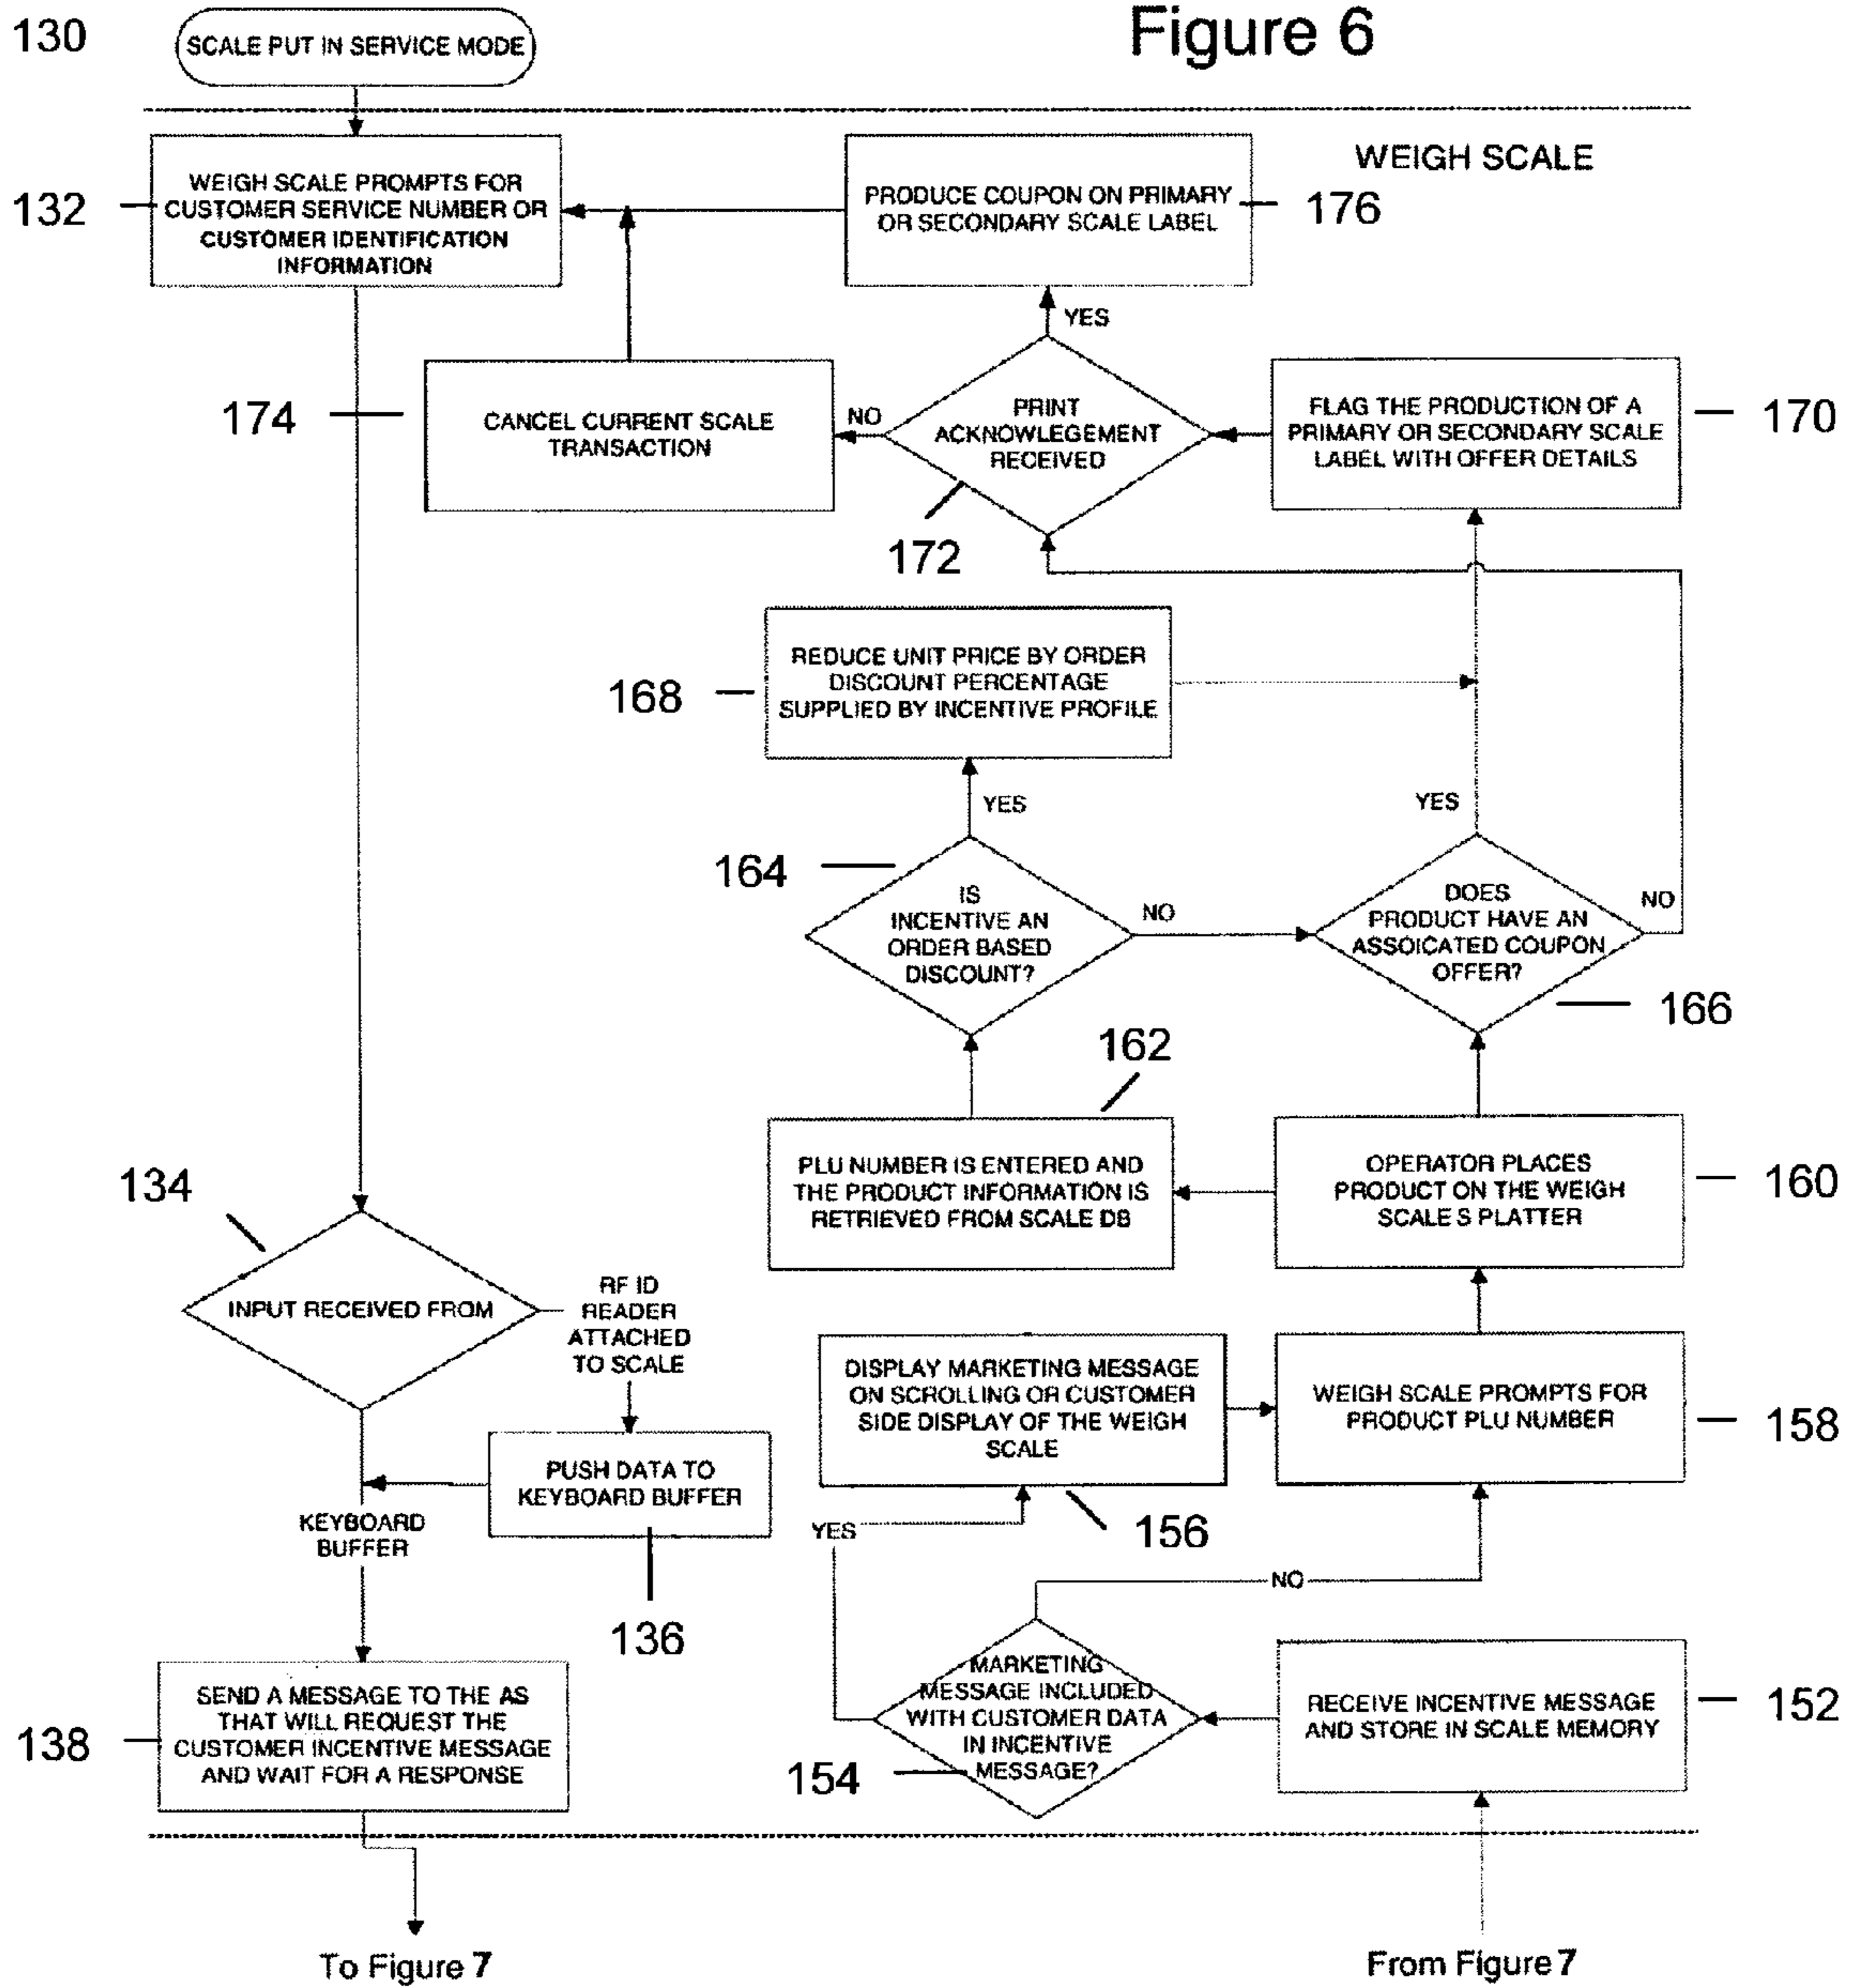 130
SCALE PUT IN SERVICE MODE
Figure 6
132
WEIGH SCALE PROMPTS FOR
CUSTOMER SERVICE NUMBER OR
CUSTOMER IDENTIFICATION
INFORMATION
PRODUCE COUPON ON PRIMARY
OR SECONDARY SCALE LABEL
176
WEIGH SCALE
YES
174
CANCEL CURRENT SCALE
TRANSACTION
NO
PRINT
ACKNOWLEGEMENT
RECEIVED
172
FLAG THE PRODUCTION OF A
PRIMARY OR SECONDARY SCALE
LABEL WITH OFFER DETAILS
170
168
REDUCE UNIT PRICE BY ORDER
DISCOUNT PERCENTAGE
SUPPLIED BY INCENTIVE PROFILE
YES
YES
164
IS
INCENTIVE AN
ORDER BASED
DISCOUNT?
NO
DOES
PRODUCT HAVE AN
ASSOICATED COUPON
OFFER?
NO
166
162
PLU NUMBER IS ENTERED AND
THE PRODUCT INFORMATION IS
RETRIEVED FROM SCALE DB
OPERATOR PLACES
PRODUCT ON THE WEIGH
SCALE S PLATTER
160
134
INPUT RECEIVED FROM
RF ID
READER
ATTACHED
TO SCALE
DISPLAY MARKETING MESSAGE
ON SCROLLING OR CUSTOMER
SIDE DISPLAY OF THE WEIGH
SCALE
WEIGH SCALE PROMPTS FOR
PRODUCT PLU NUMBER
158
PUSH DATA TO
KEYBOARD BUFFER
KEYBOARD
BUFFER
136
YES
156
NO
138
SEND A MESSAGE TO THE AS
THAT WILL REQUEST THE
CUSTOMER INCENTIVE MESSAGE
AND WAIT FOR A RESPONSE
MARKETING
MESSAGE INCLUDED
WITH CUSTOMER DATA
IN INCENTIVE
MESSAGE?
154
RECEIVE INCENTIVE MESSAGE
AND STORE IN SCALE MEMORY
152
To Figure 7
From Figure 7